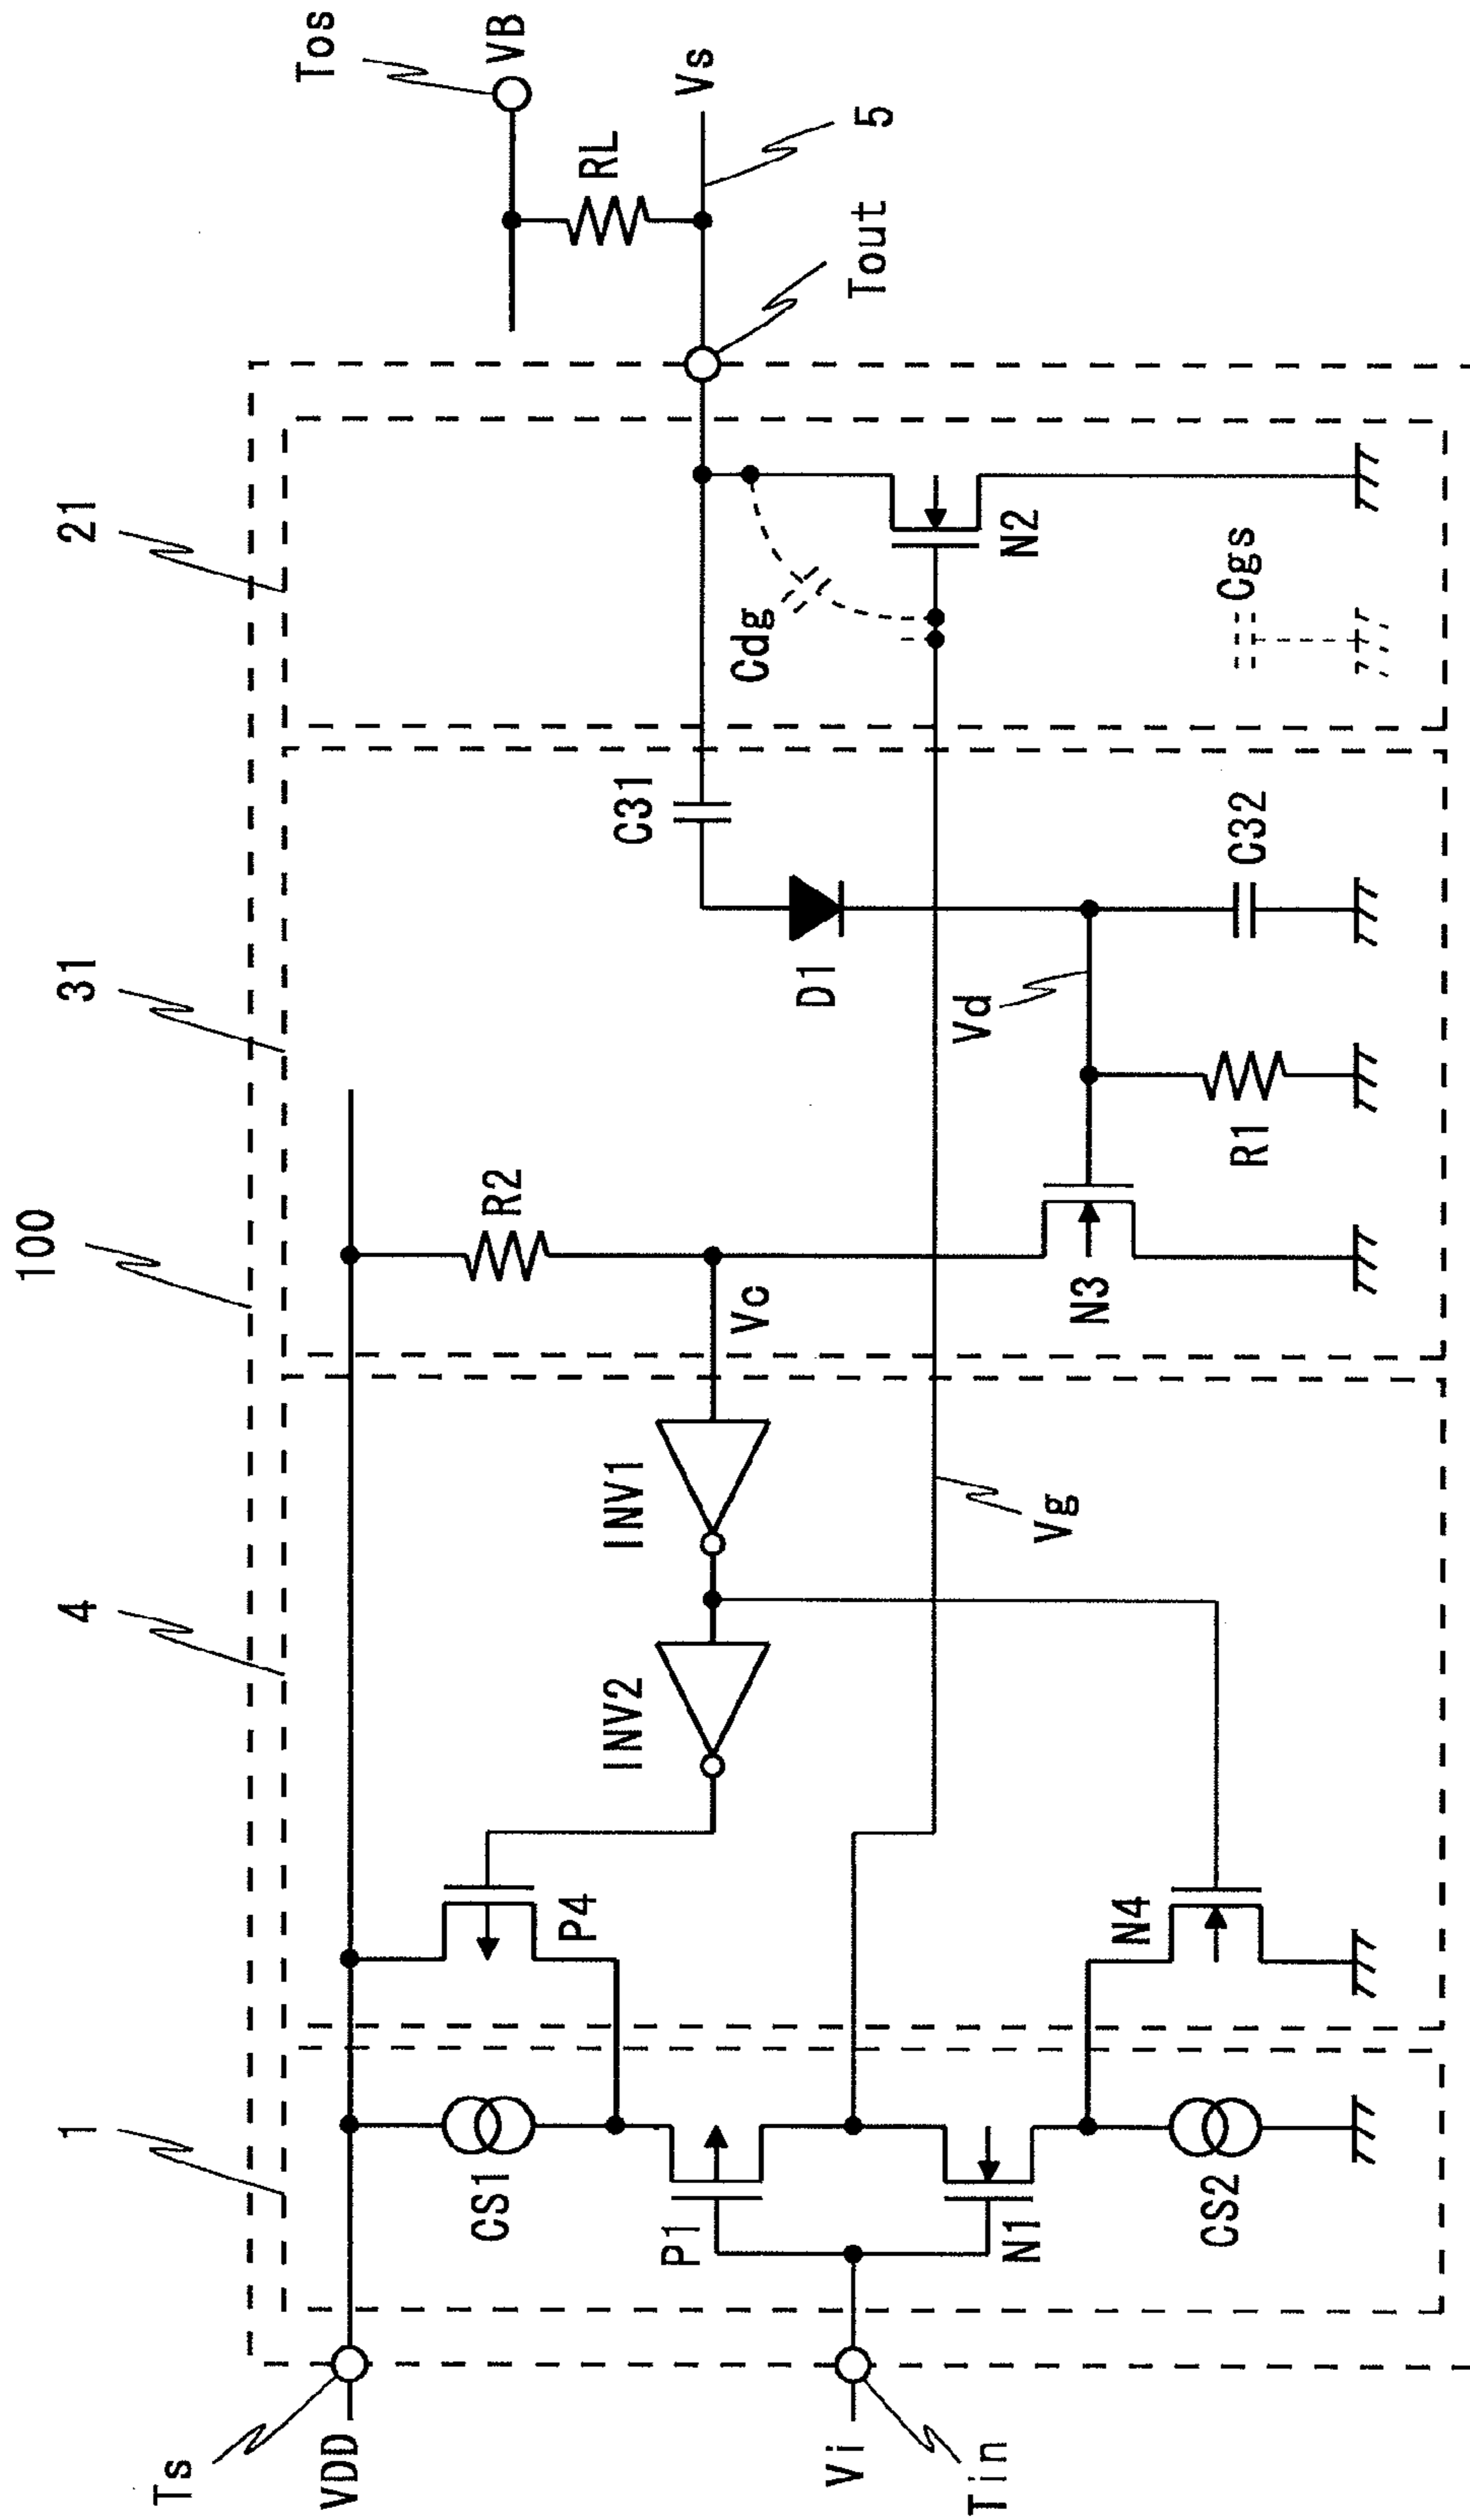 100
1
4
31
21
Ts
Tos
VDD
VB
CS1
P4
R2
RL
INV2
INV1
C31
Vs
5
Tout
P1
Vc
Cdg
D1
Vi
Tin
N1
Vg
Vd
N2
N4
N3
CS2
R1
C32
Cgs